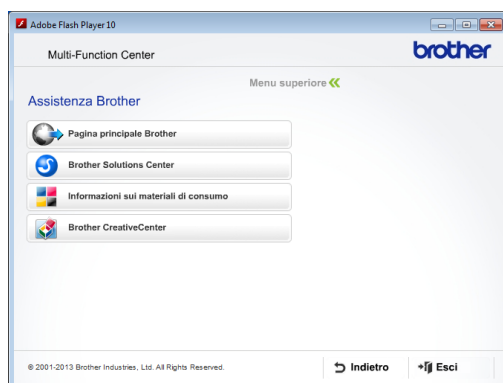 Adobe Flash Player 10
Multi-Function Center
brother
Menu superiore
Assistenza Brother
Pagina principale Brother
Brother Solutions Center
Informazioni sui materiali di consumo
Brother CreativeCenter
© 2001-2013 Brother Industries, Ltd. All Rights Reserved.
Indietro
Esci